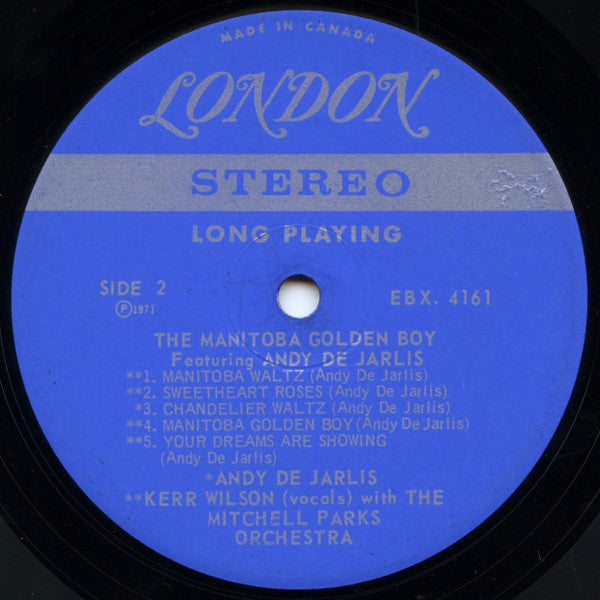 MADE IN CANADA
LONDON
STEREO
LONG PLAYING
SIDE 2
EBX. 4161
Ⓟ1971
THE MANITOBA GOLDEN BOY
Featuring ANDY DE JARLIS
**1. MANITOBA WALTZ (Andy De Jarlis)
**2. SWEETHEART ROSES (Andy De Jarlis)
*3. CHANDELIER WALTZ (Andy De Jarlis)
**4. MANITOBA GOLDEN BOY (Andy De Jarlis)
**5. YOUR DREAMS ARE SHOWING
(Andy De Jarlis)
*ANDY DE JARLIS
**KERR WILSON (vocals) with THE
MITCHELL PARKS
ORCHESTRA